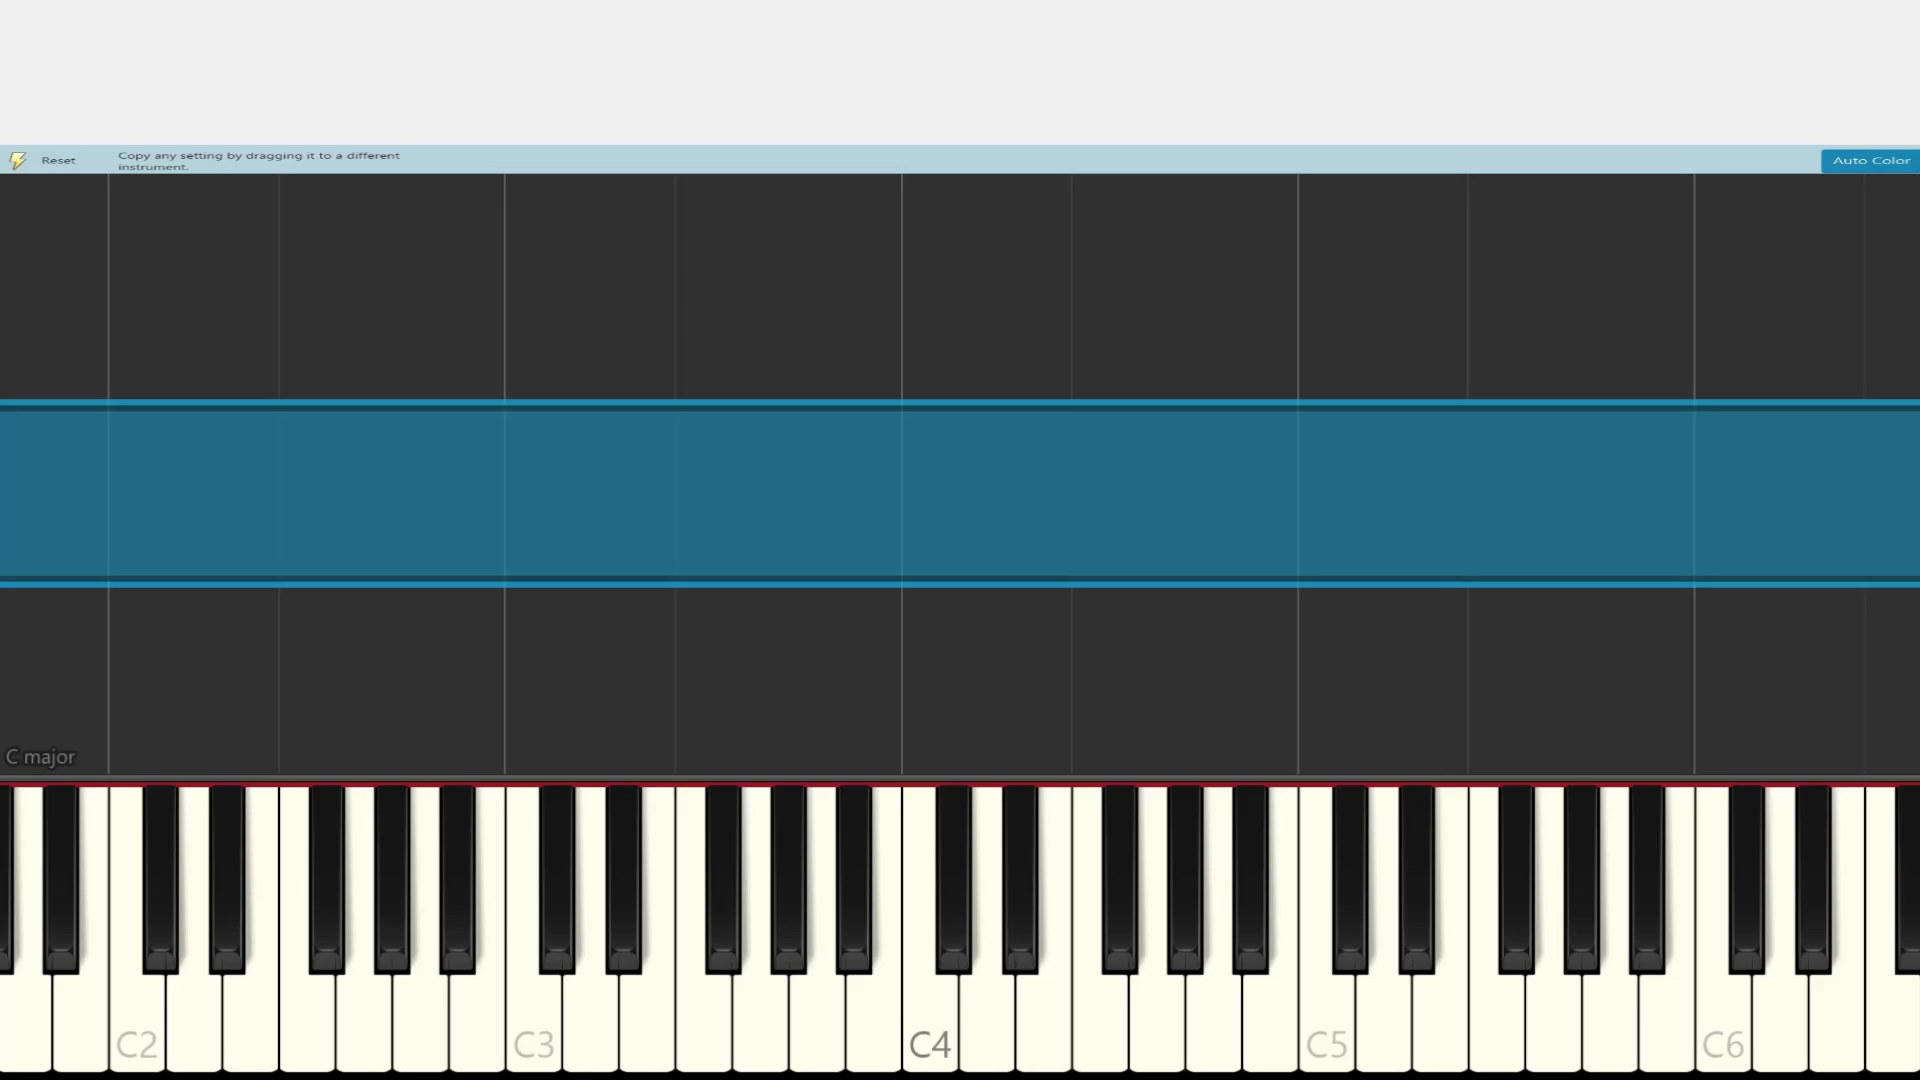 Reset
Copy any setting by dragging it to a different
instrument.
Auto Color
C major
C2
C3
C4
C5
C6